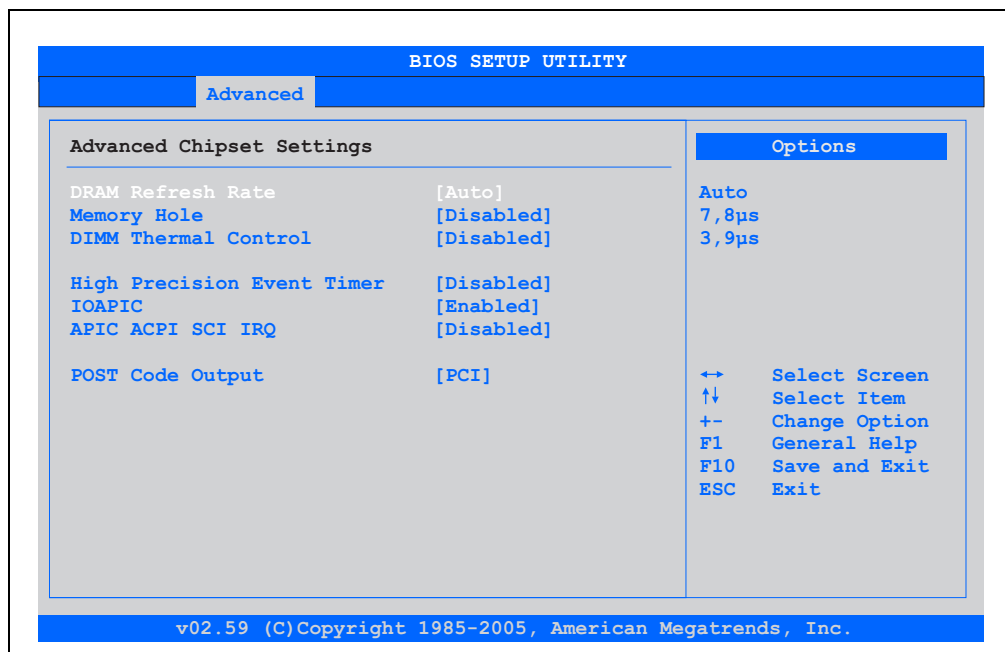 BIOS SETUP UTILITY
Advanced
Advanced Chipset Settings
DRAM Refresh Rate [Auto]
Memory Hole [Disabled]
DIMM Thermal Control [Disabled]
High Precision Event Timer [Disabled]
IOAPIC [Enabled]
APIC ACPI SCI IRQ [Disabled]
POST Code Output [PCI]
Options
Auto
7,8µs
3,9µs
↔ Select Screen
↑↓ Select Item
+- Change Option
F1 General Help
F10 Save and Exit
ESC Exit
v02.59 (C)Copyright 1985-2005, American Megatrends, Inc.